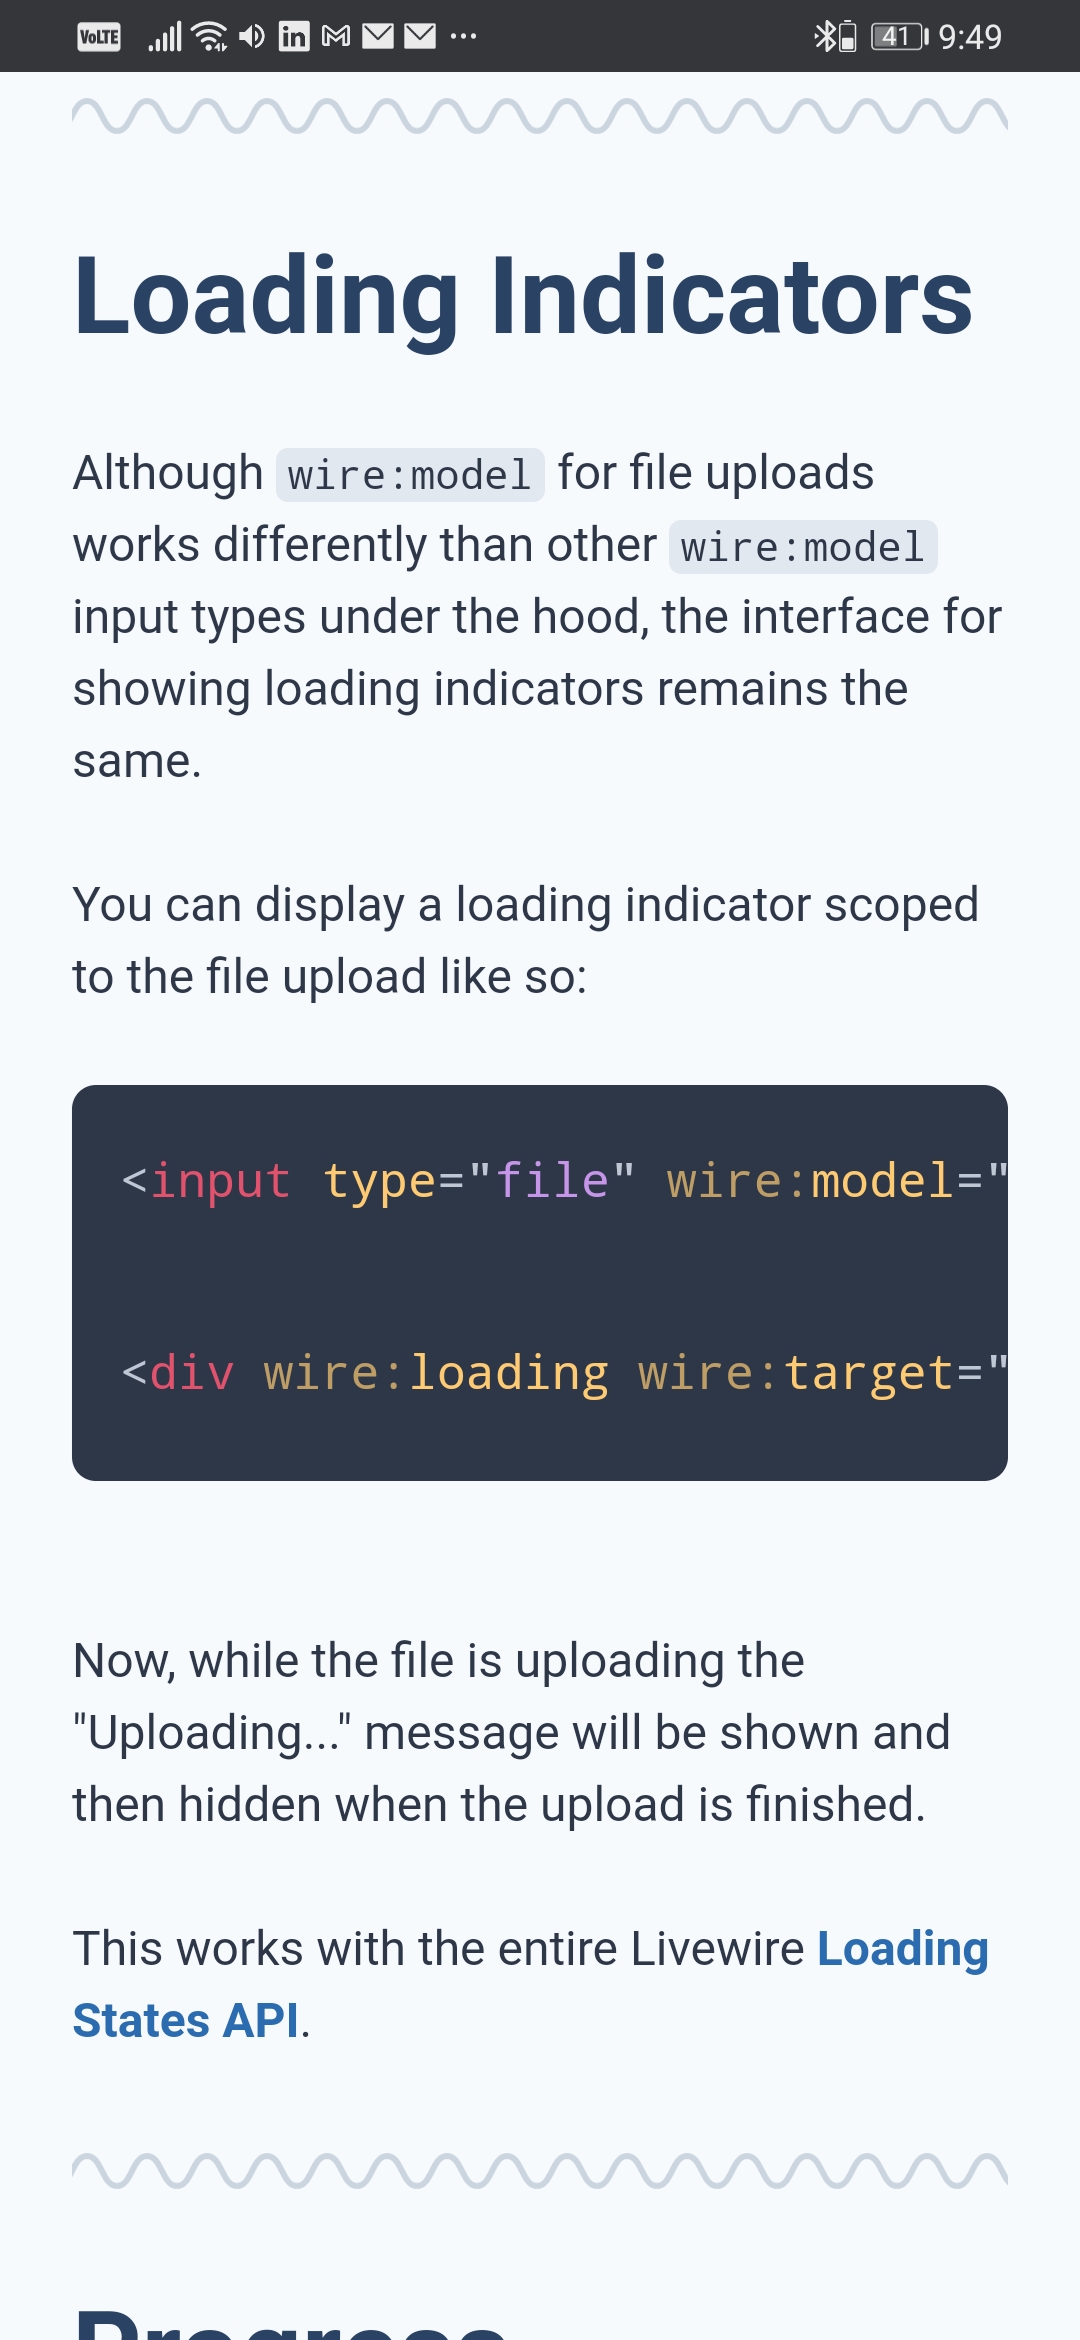 VoLTE 41 9:49
Loading Indicators
Although wire:model for file uploads
works differently than other wire:model
input types under the hood, the interface for
showing loading indicators remains the
same.
You can display a loading indicator scoped
to the file upload like so:
<input type="file" wire:model="
<div wire:loading wire:target="
Now, while the file is uploading the
"Uploading..." message will be shown and
then hidden when the upload is finished.
This works with the entire Livewire Loading
States API.
Progress